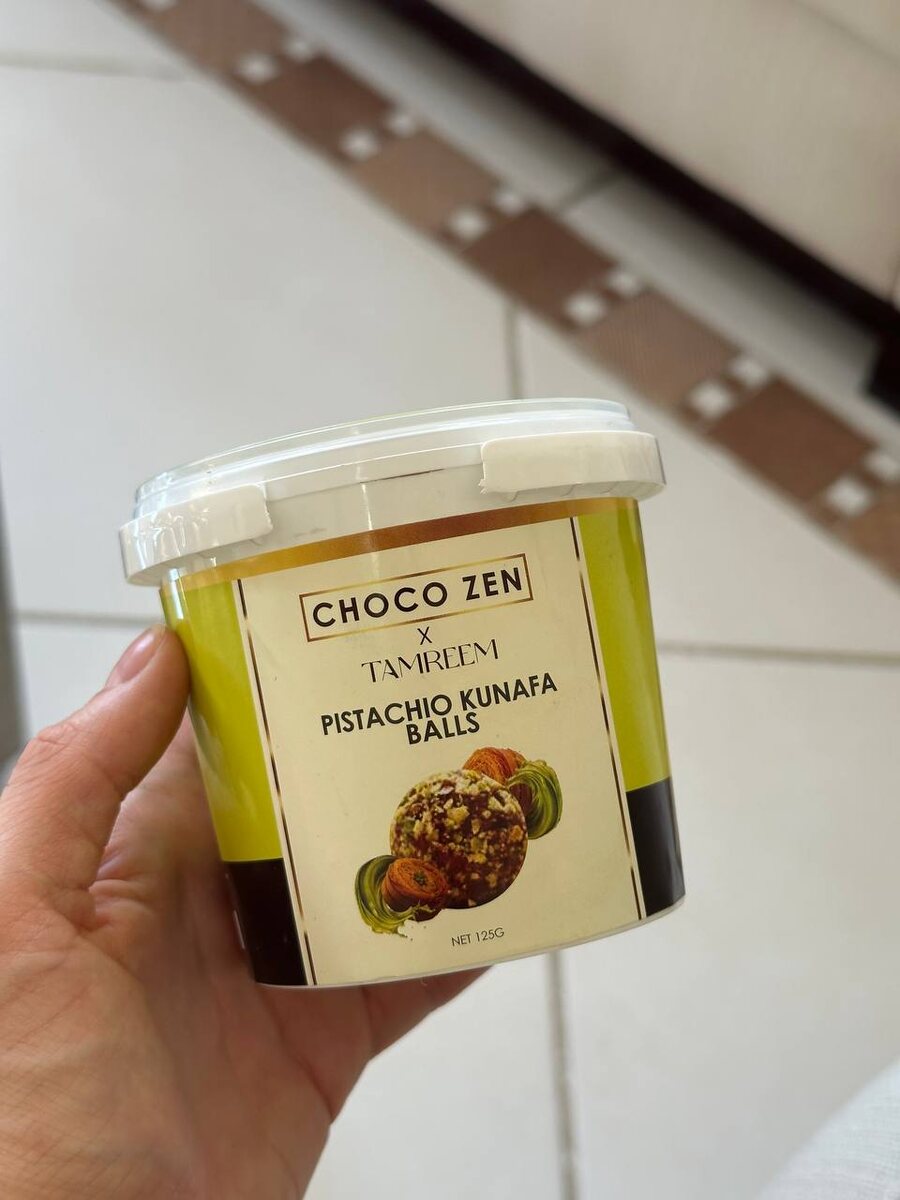 CHOCO ZEN
X
TAMREEM
PISTACHIO KUNAFA
BALLS
NET 125G